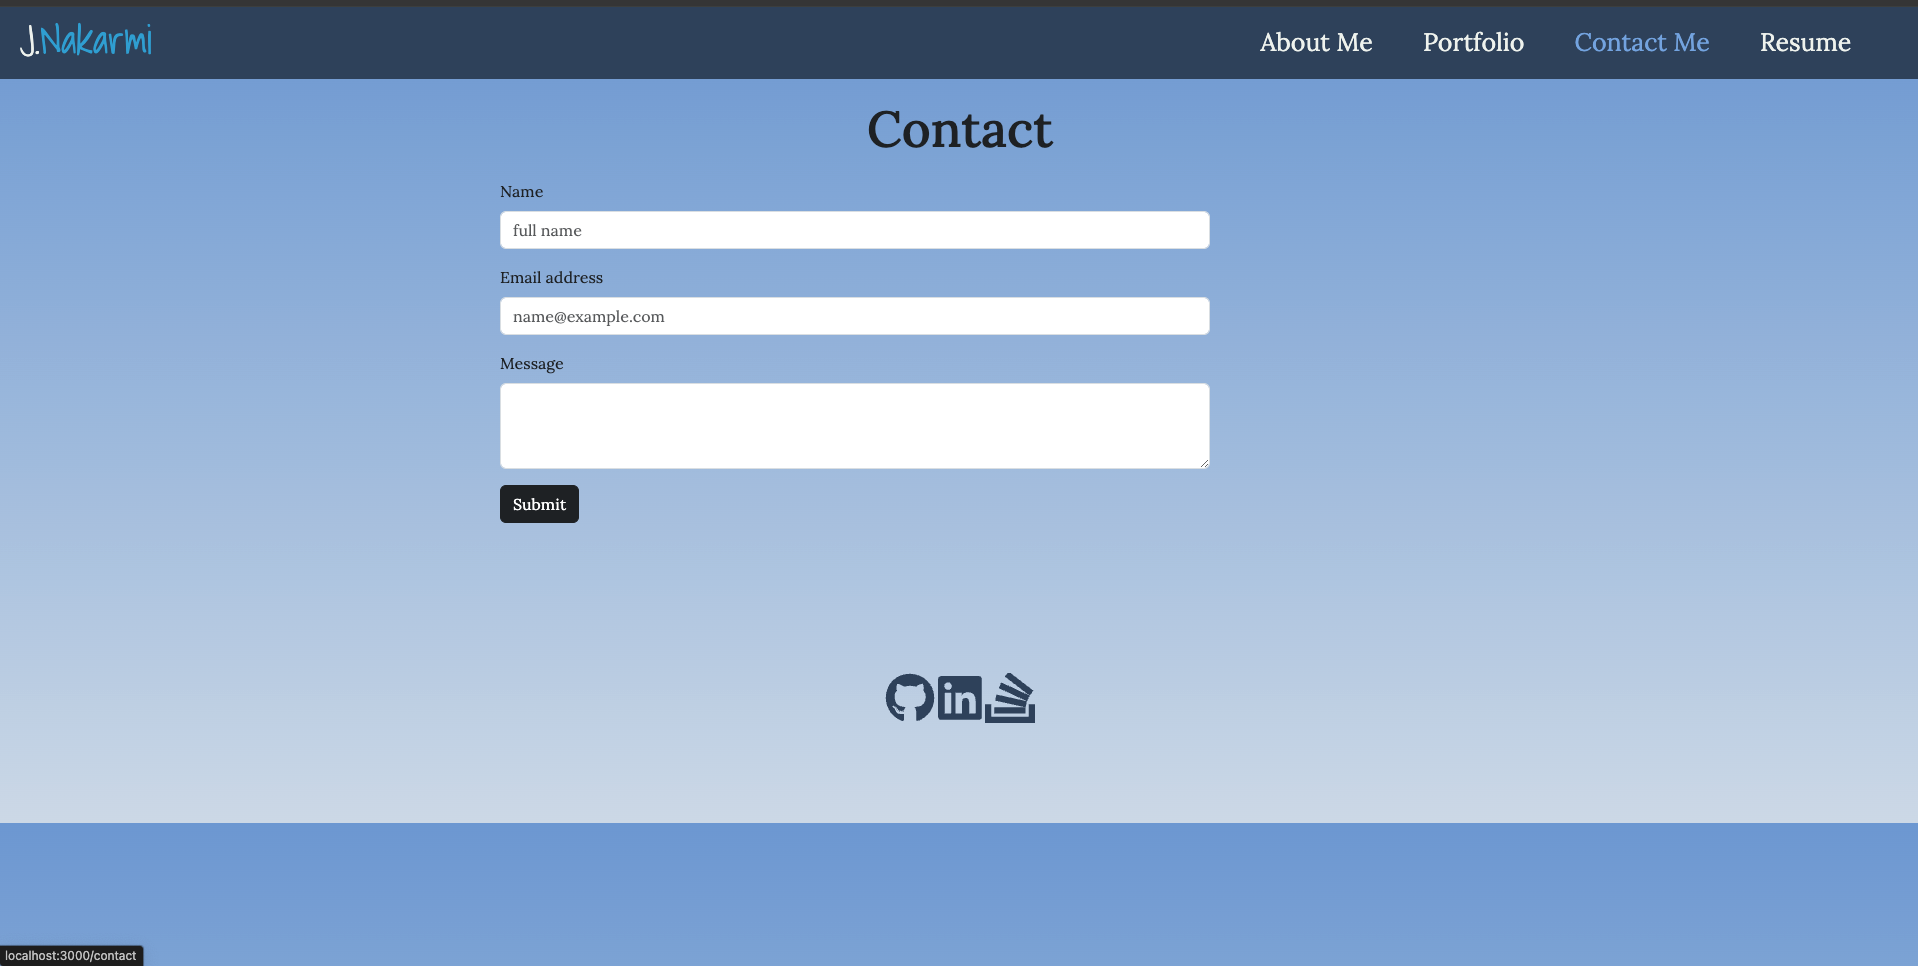 J.Nakarmi
About Me Portfolio Contact Me Resume
Contact
Name
full name
Email address
name@example.com
Message
Submit
in
localhost:3000/contact